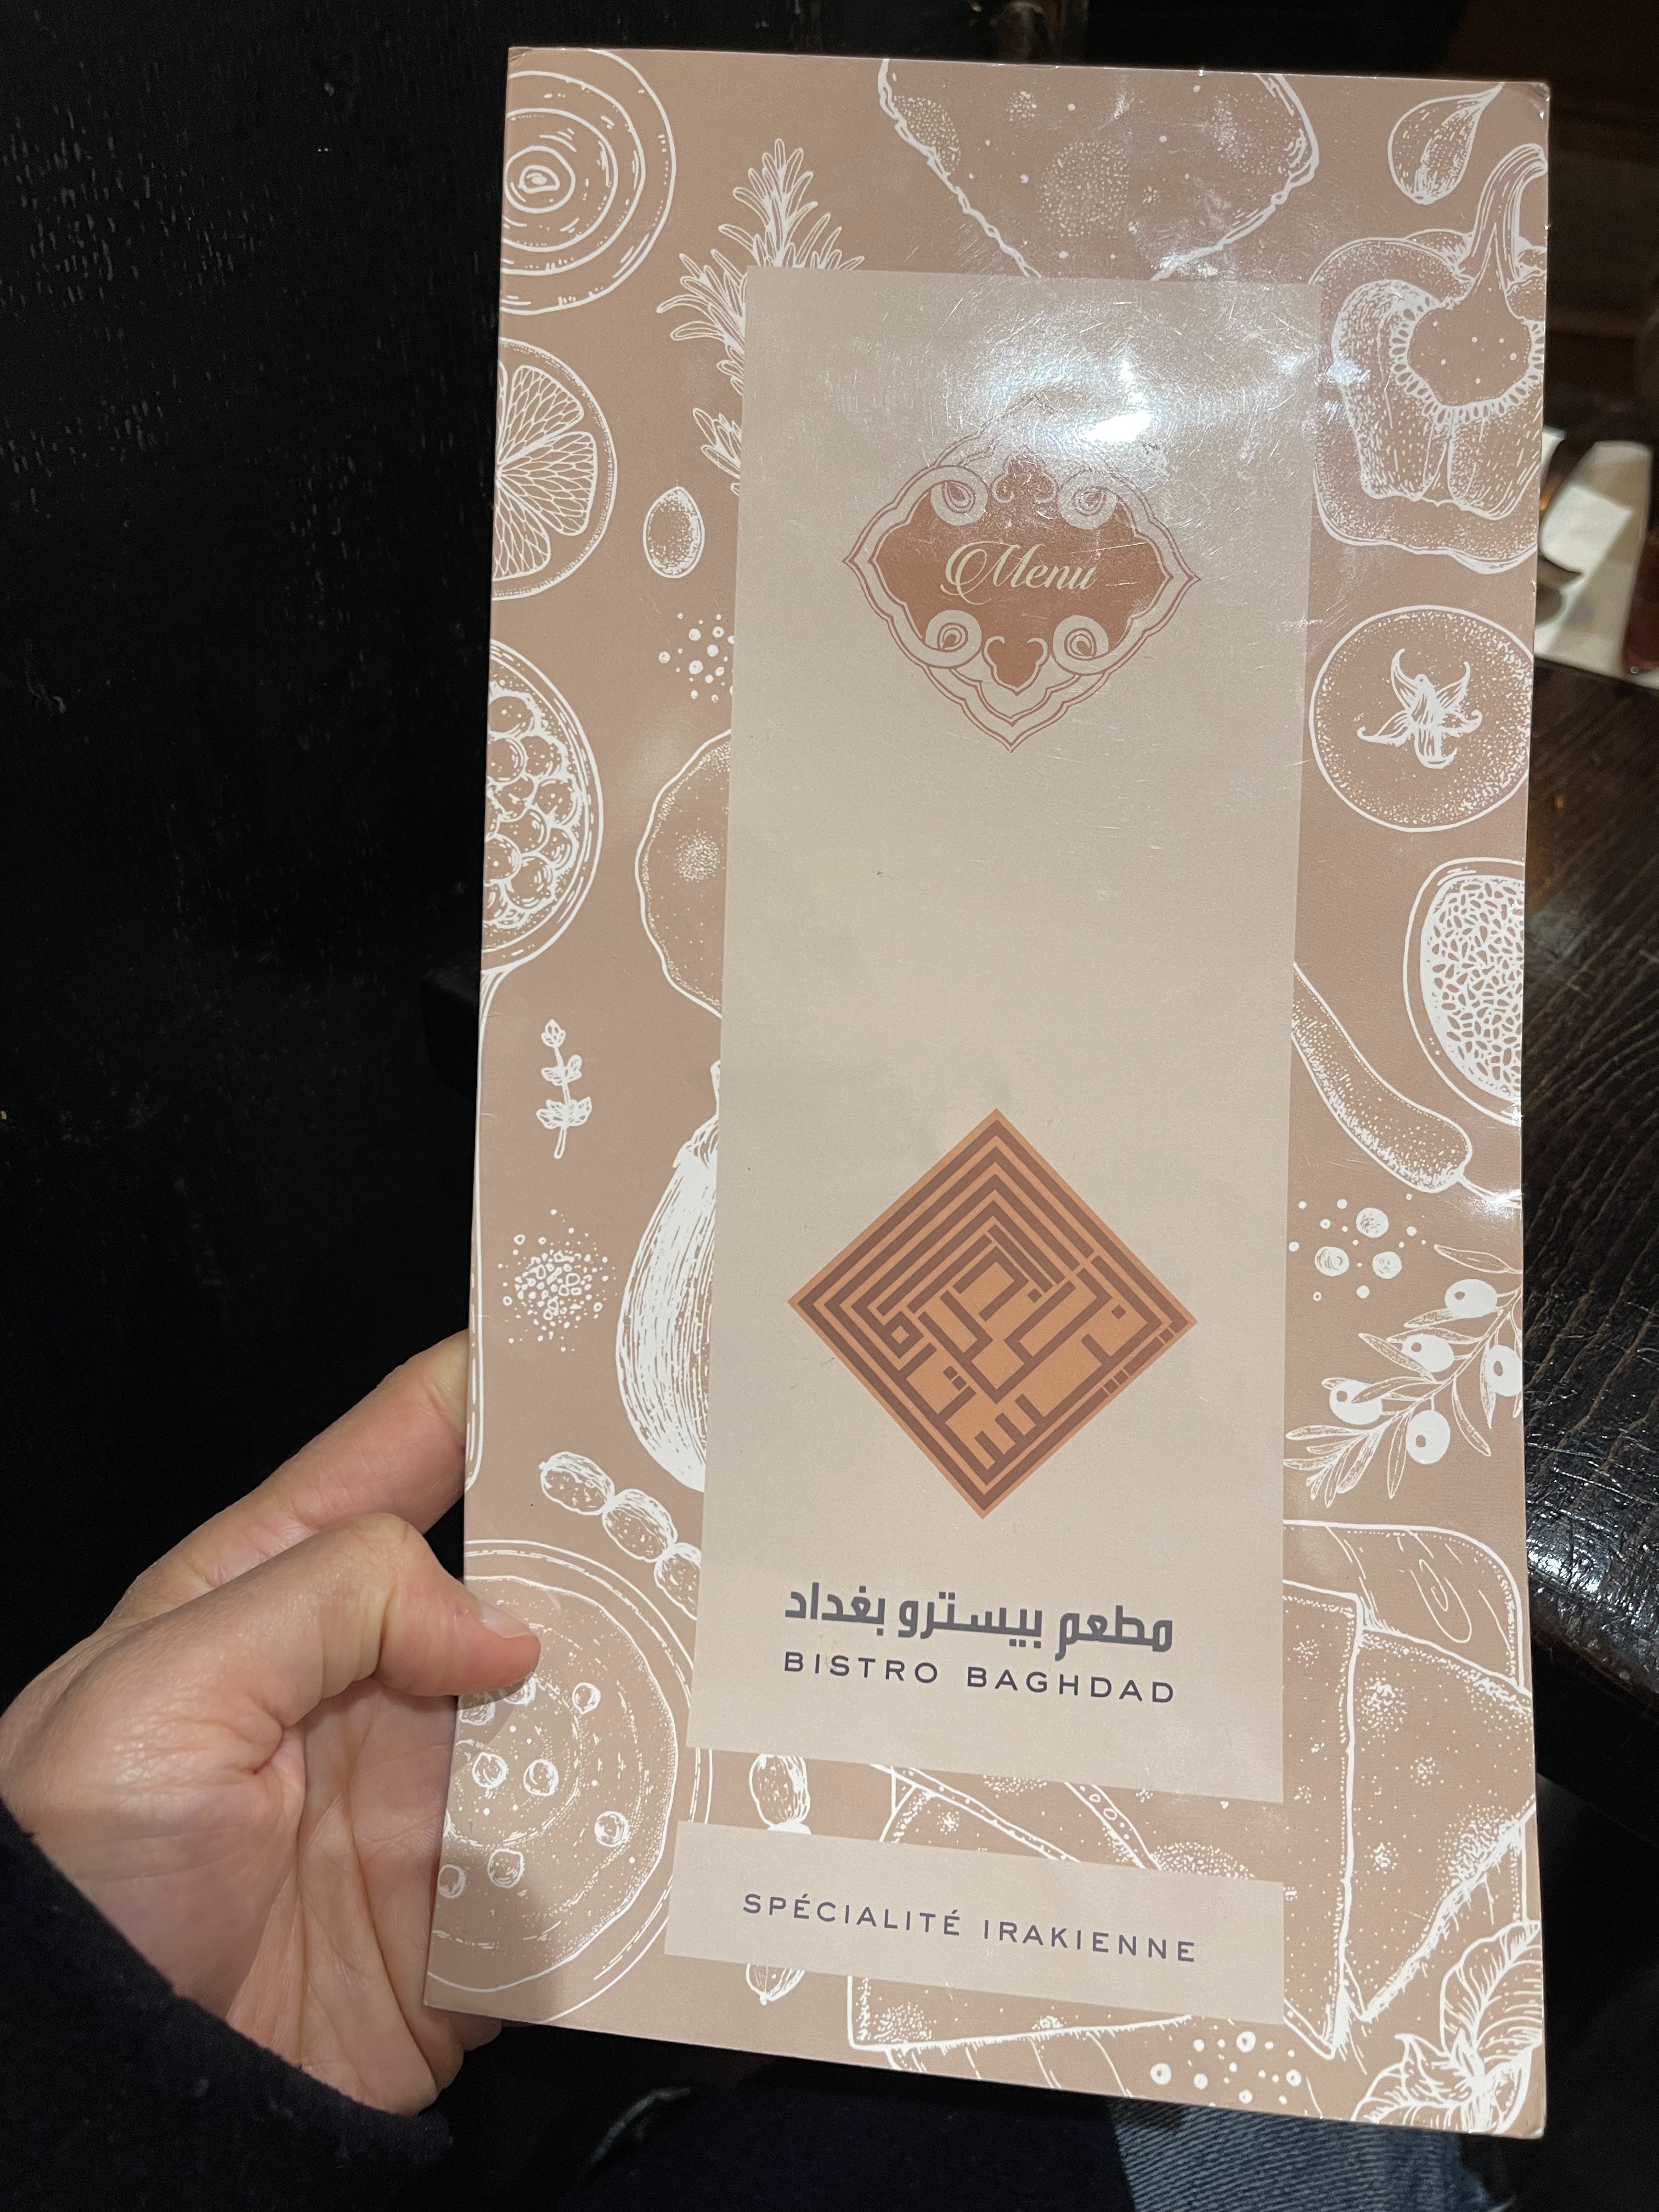 Menu
مطعم بيسترو بغداد
BISTRO BAGHDAD
SPÉCIALITÉ IRAKIENNE